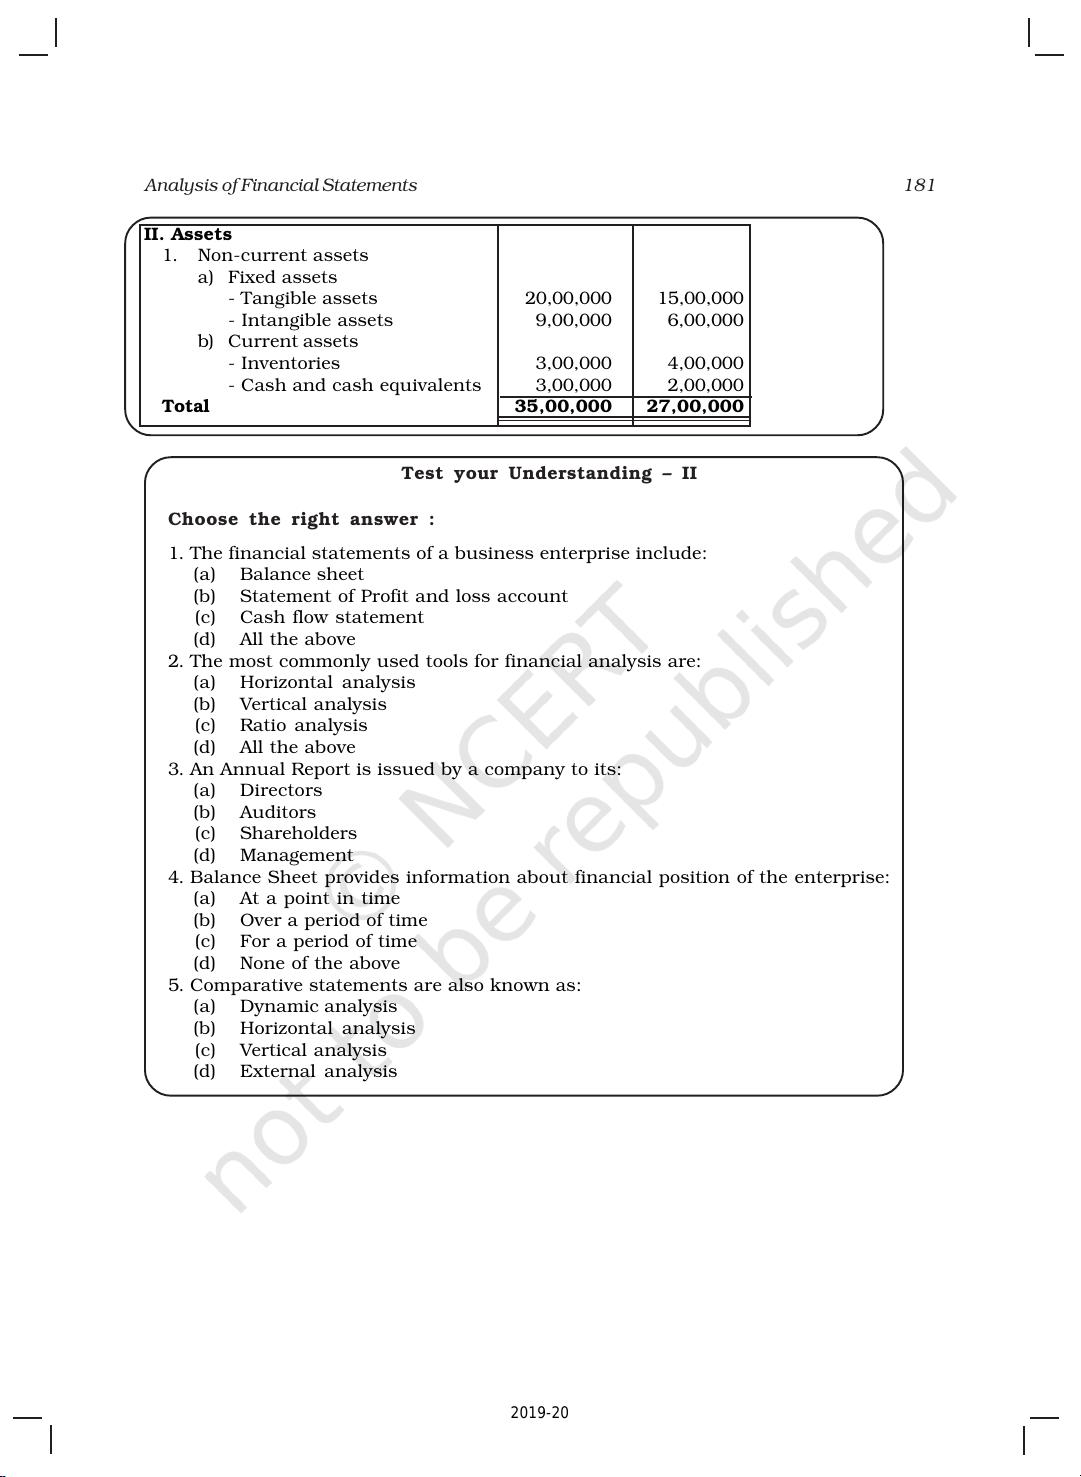 Analysis of Financial Statements 181
II. Assets
1. Non-current assets
a) Fixed assets
- Tangible assets 20,00,000 15,00,000
- Intangible assets 9,00,000 6,00,000
b) Current assets
- Inventories 3,00,000 4,00,000
- Cash and cash equivalents 3,00,000 2,00,000
Total 35,00,000 27,00,000
Test your Understanding – II
Choose the right answer :
1. The financial statements of a business enterprise include:
(a) Balance sheet
(b) Statement of Profit and loss account
(c) Cash flow statement
(d) All the above
2. The most commonly used tools for financial analysis are:
(a) Horizontal analysis
(b) Vertical analysis
(c) Ratio analysis
(d) All the above
3. An Annual Report is issued by a company to its:
(a) Directors
(b) Auditors
(c) Shareholders
(d) Management
4. Balance Sheet provides information about financial position of the enterprise:
(a) At a point in time
(b) Over a period of time
(c) For a period of time
(d) None of the above
5. Comparative statements are also known as:
(a) Dynamic analysis
(b) Horizontal analysis
(c) Vertical analysis
(d) External analysis
© NCERT
not to be republished
2019-20